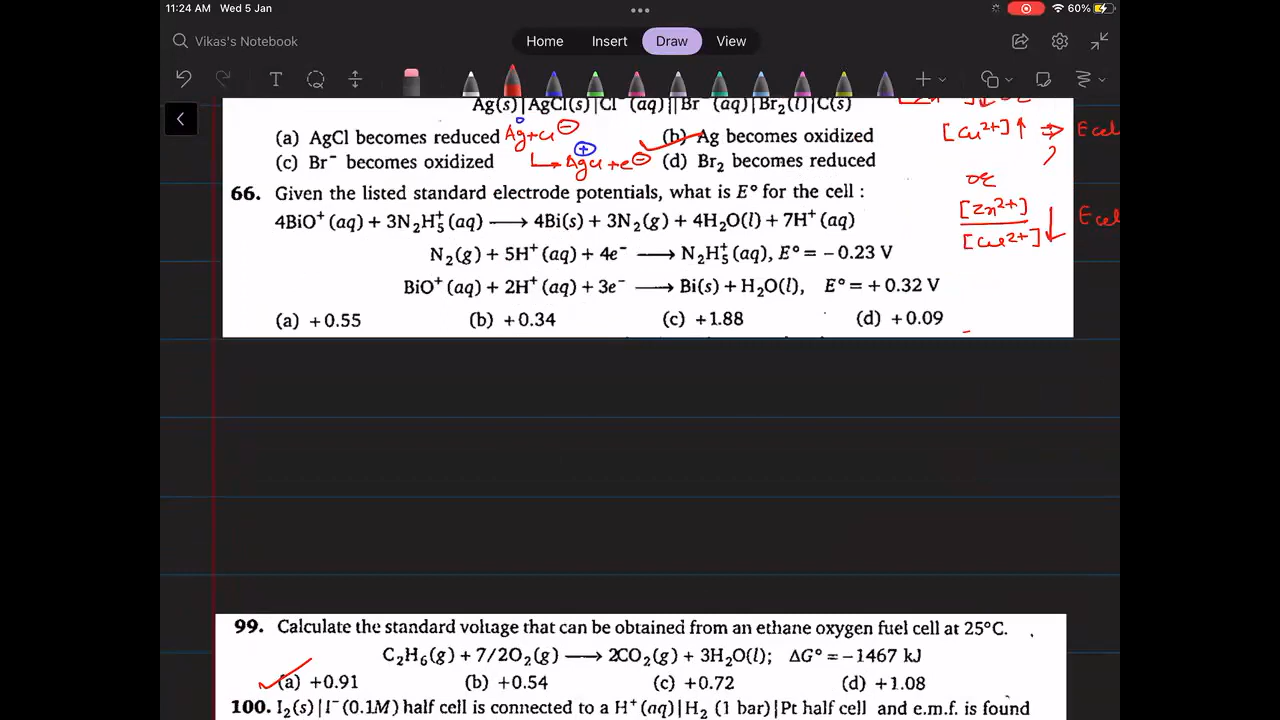 11:24 AM Wed 5 Jan
60%
Vikas's Notebook
Home Insert Draw View
Ag(s)|AgCl(s)|Cl⁻(aq)||Br⁻(aq)|Br₂(l)|C(s)
(a) AgCl becomes reduced Ag+Cl⊖ (b) Ag becomes oxidized
[Cu²⁺]↑ ⇒ Ecel
(c) Br⁻ becomes oxidized ↳ AgCl+e⊖ (d) Br₂ becomes reduced
66. Given the listed standard electrode potentials, what is E° for the cell :
or
4BiO⁺(aq) + 3N₂H₅⁺(aq) ⟶ 4Bi(s) + 3N₂(g) + 4H₂O(l) + 7H⁺(aq)
[Zn²⁺]
[Cu²⁺]↓ Ecel
N₂(g) + 5H⁺(aq) + 4e⁻ ⟶ N₂H₅⁺(aq), E° = −0.23 V
BiO⁺(aq) + 2H⁺(aq) + 3e⁻ ⟶ Bi(s) + H₂O(l), E° = +0.32 V
(a) +0.55 (b) +0.34 (c) +1.88 (d) +0.09
99. Calculate the standard voltage that can be obtained from an ethane oxygen fuel cell at 25°C.
C₂H₆(g) + 7/2O₂(g) ⟶ 2CO₂(g) + 3H₂O(l); ΔG° = −1467 kJ
(a) +0.91 (b) +0.54 (c) +0.72 (d) +1.08
100. I₂(s)|I⁻(0.1M) half cell is connected to a H⁺(aq)|H₂(1 bar)|Pt half cell and e.m.f. is found